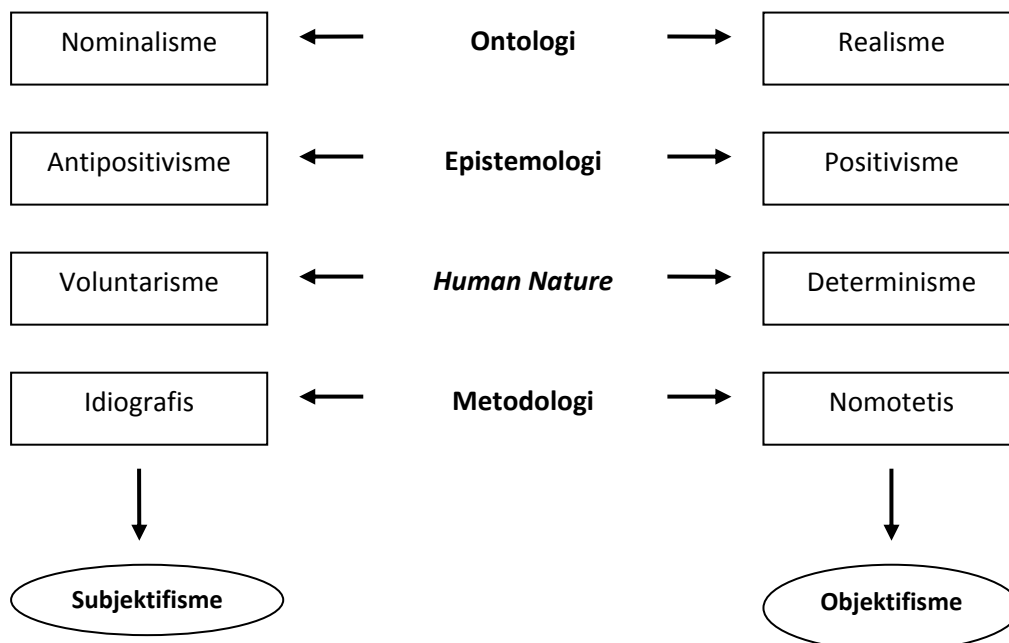 Nominalisme Ontologi Realisme
Antipositivisme Epistemologi Positivisme
Voluntarisme Human Nature Determinisme
Idiografis Metodologi Nomotetis
Subjektifisme Objektifisme